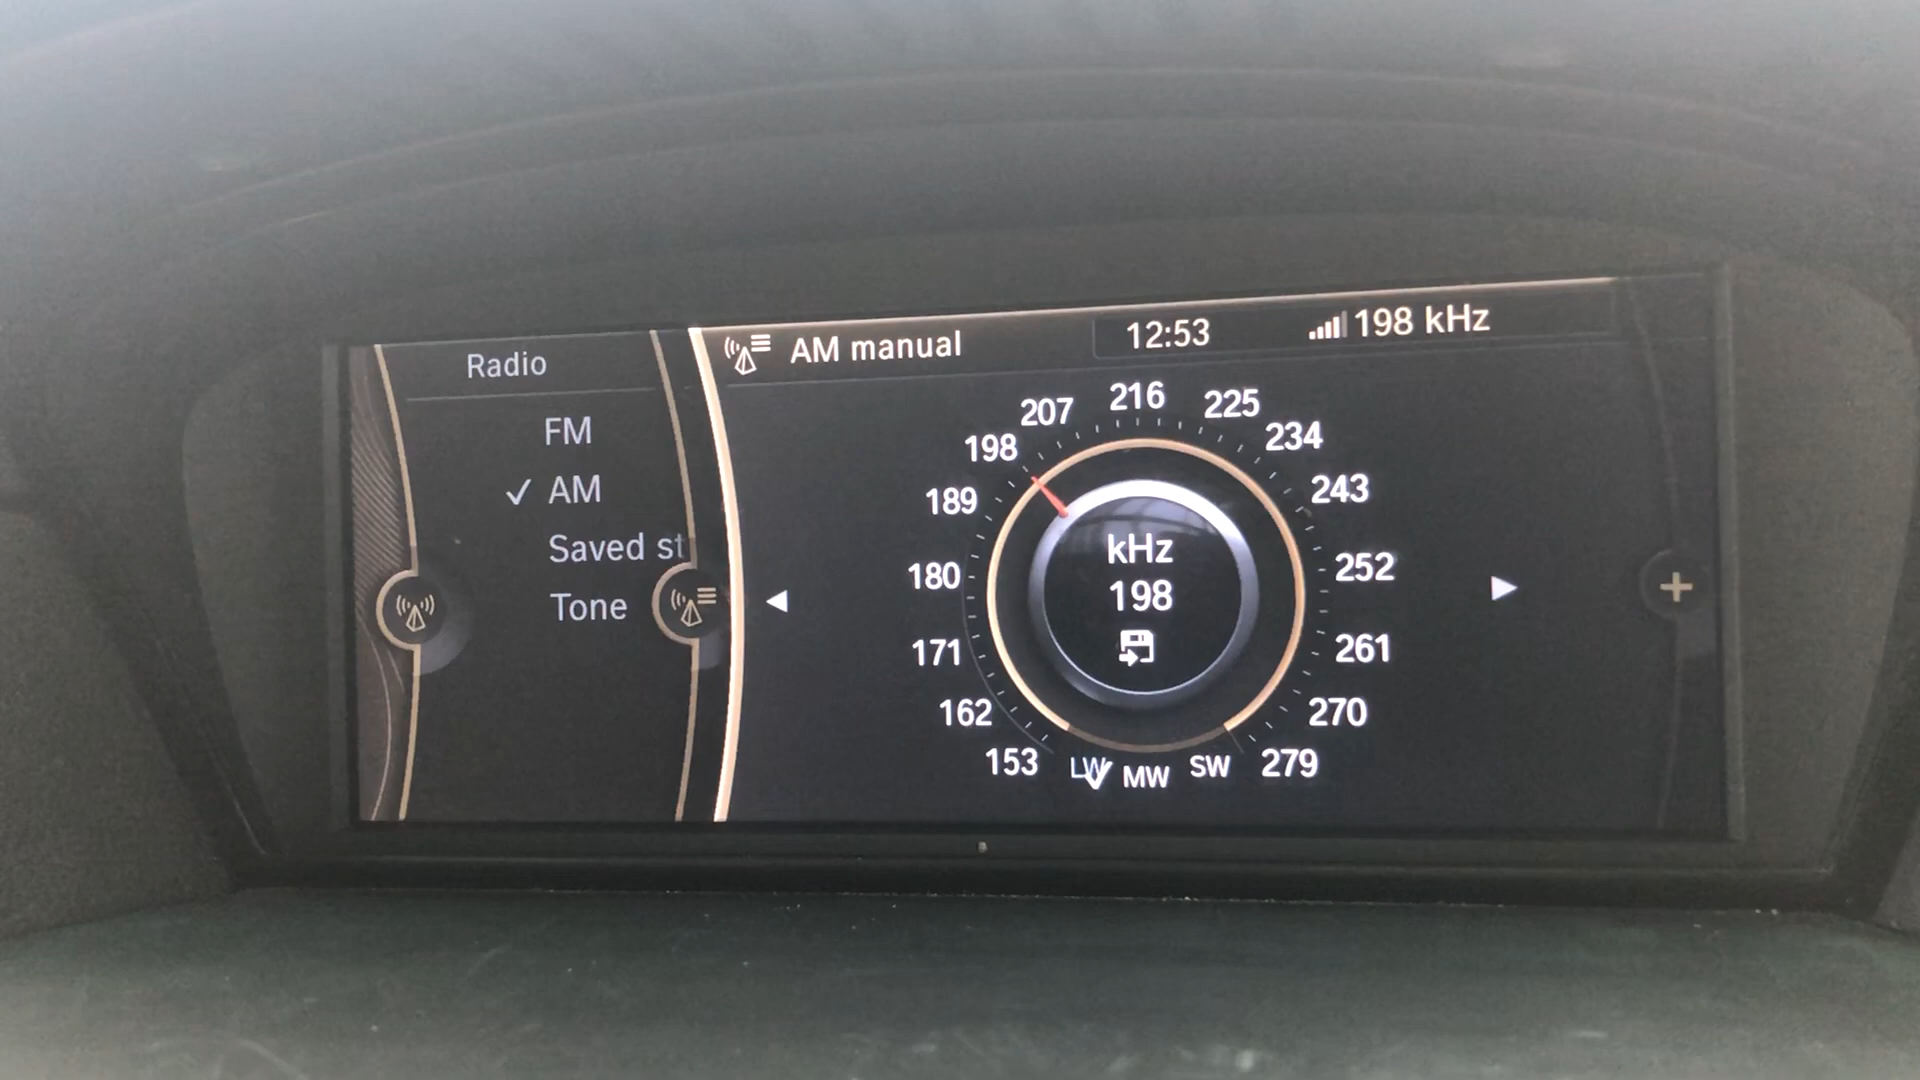 Radio
FM
AM
Saved st
Tone
AM manual
12:53
198 kHz
153
162
171
180
189
198
207
216
225
234
243
252
261
270
279
kHz
198
LW MW SW